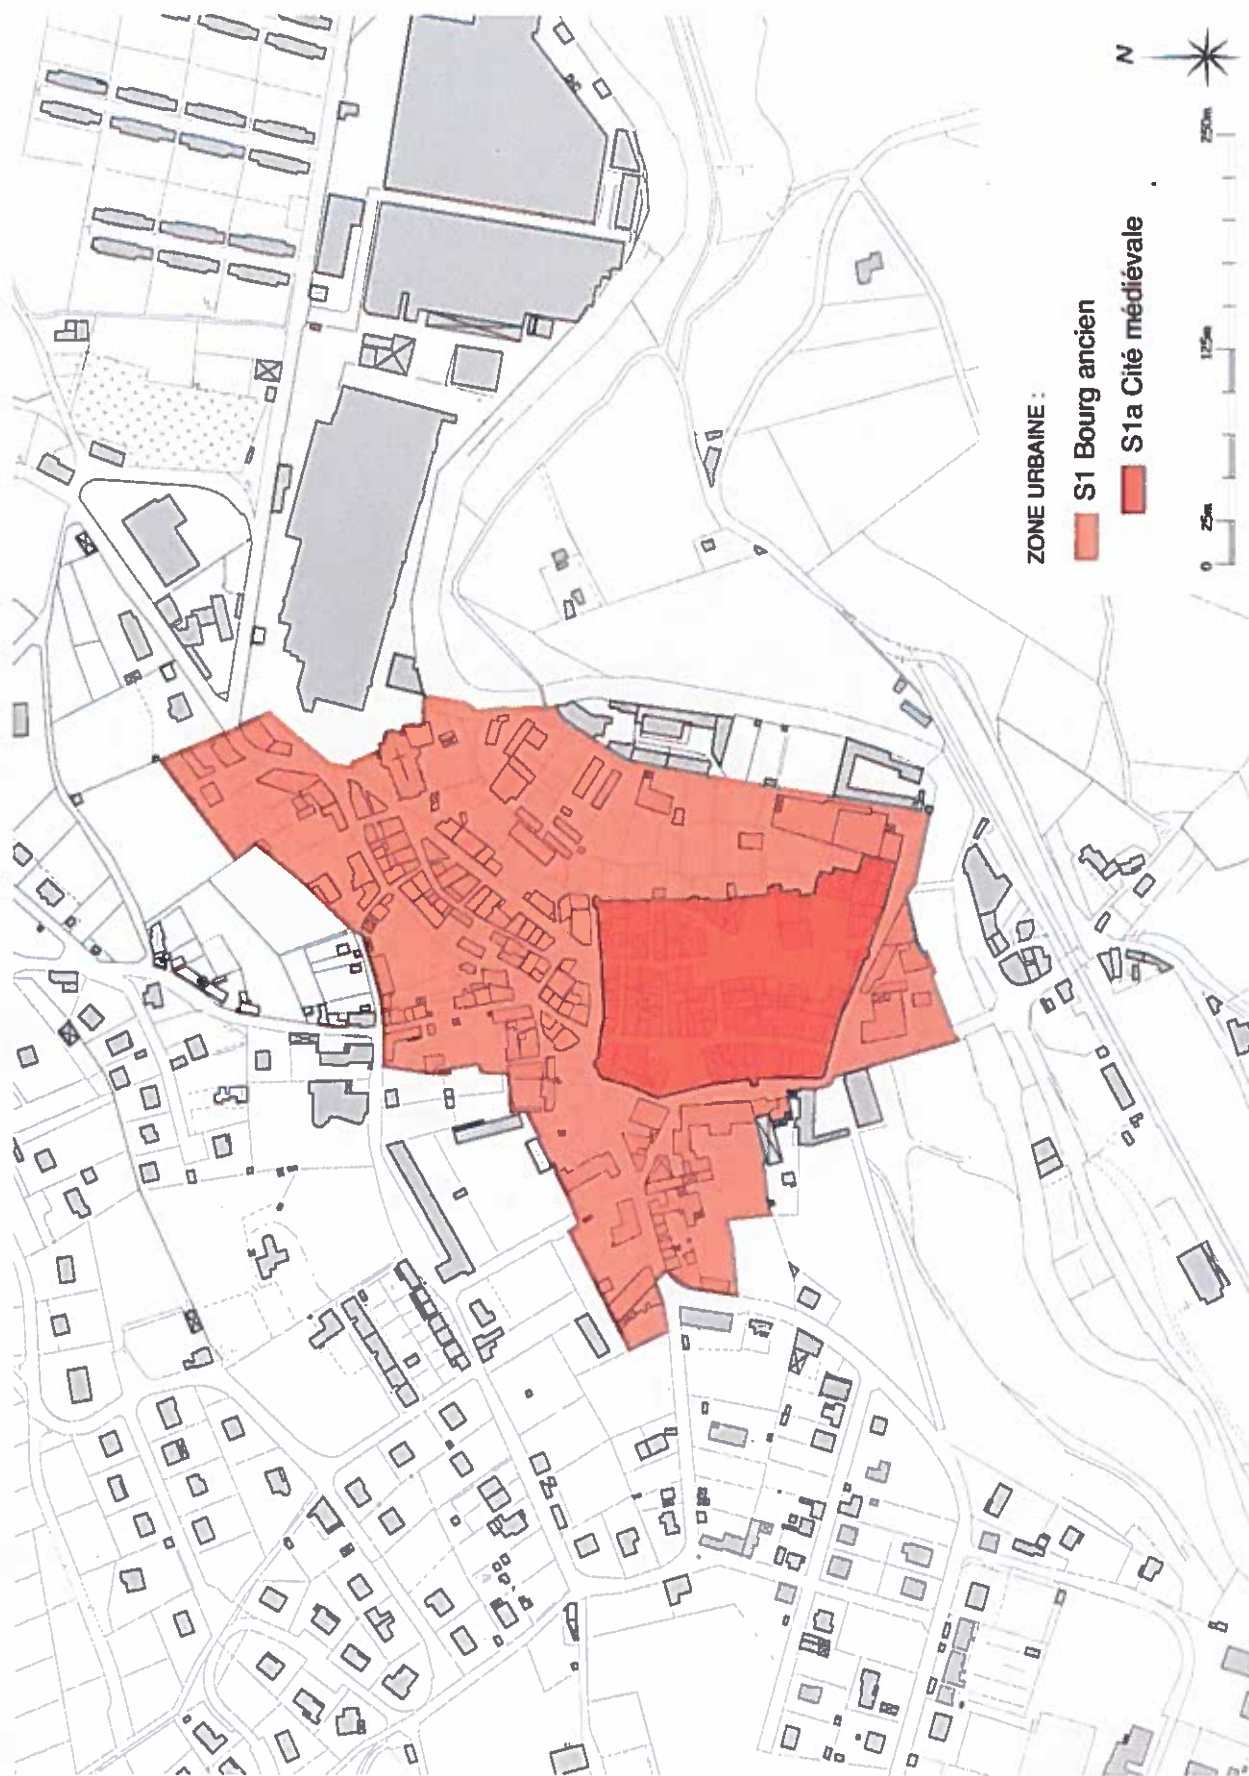 N
ZONE URBAINE :
S1 Bourg ancien
S1a Cité médiévale
0 25m 125m 250m